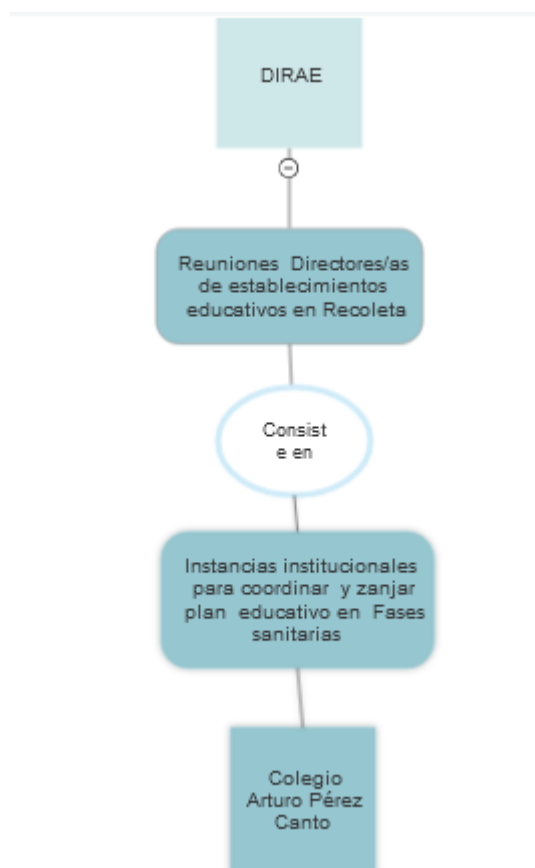 DIRAE
Reuniones Directores/as
de establecimientos
educativos en Recoleta
Consist
e en
Instancias institucionales
para coordinar y zanjar
plan educativo en Fases
sanitarias
Colegio
Arturo Pérez
Canto